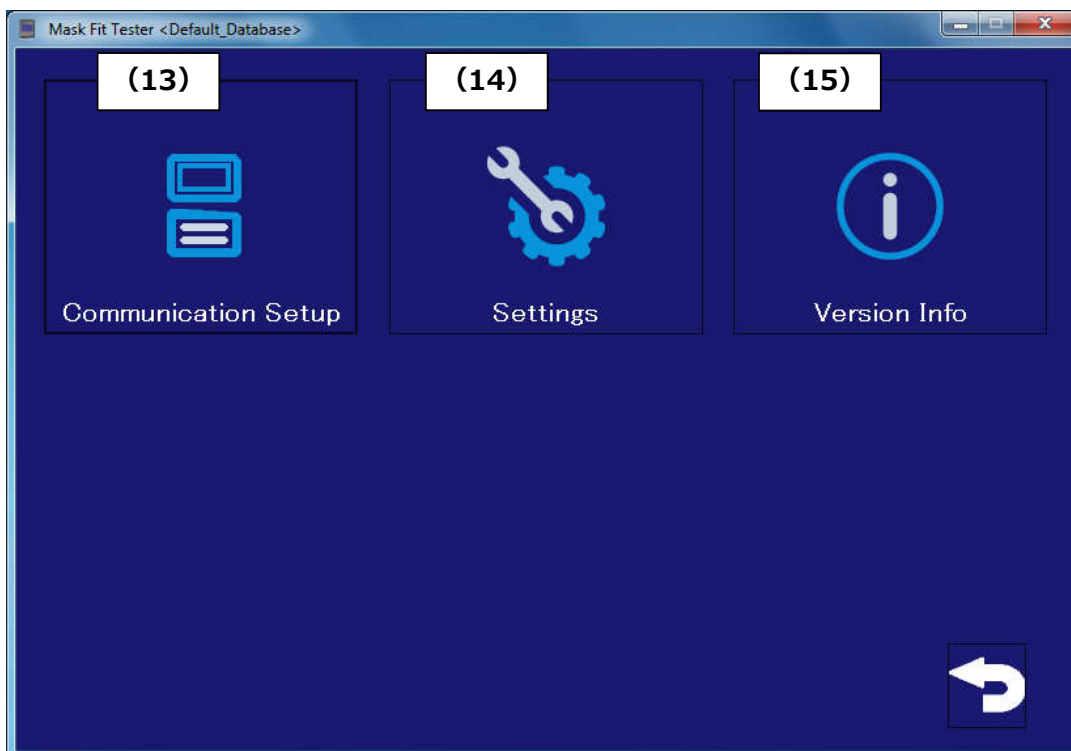 Mask Fit Tester <Default_Database>
（13）
（14）
（15）
Communication Setup
Settings
Version Info